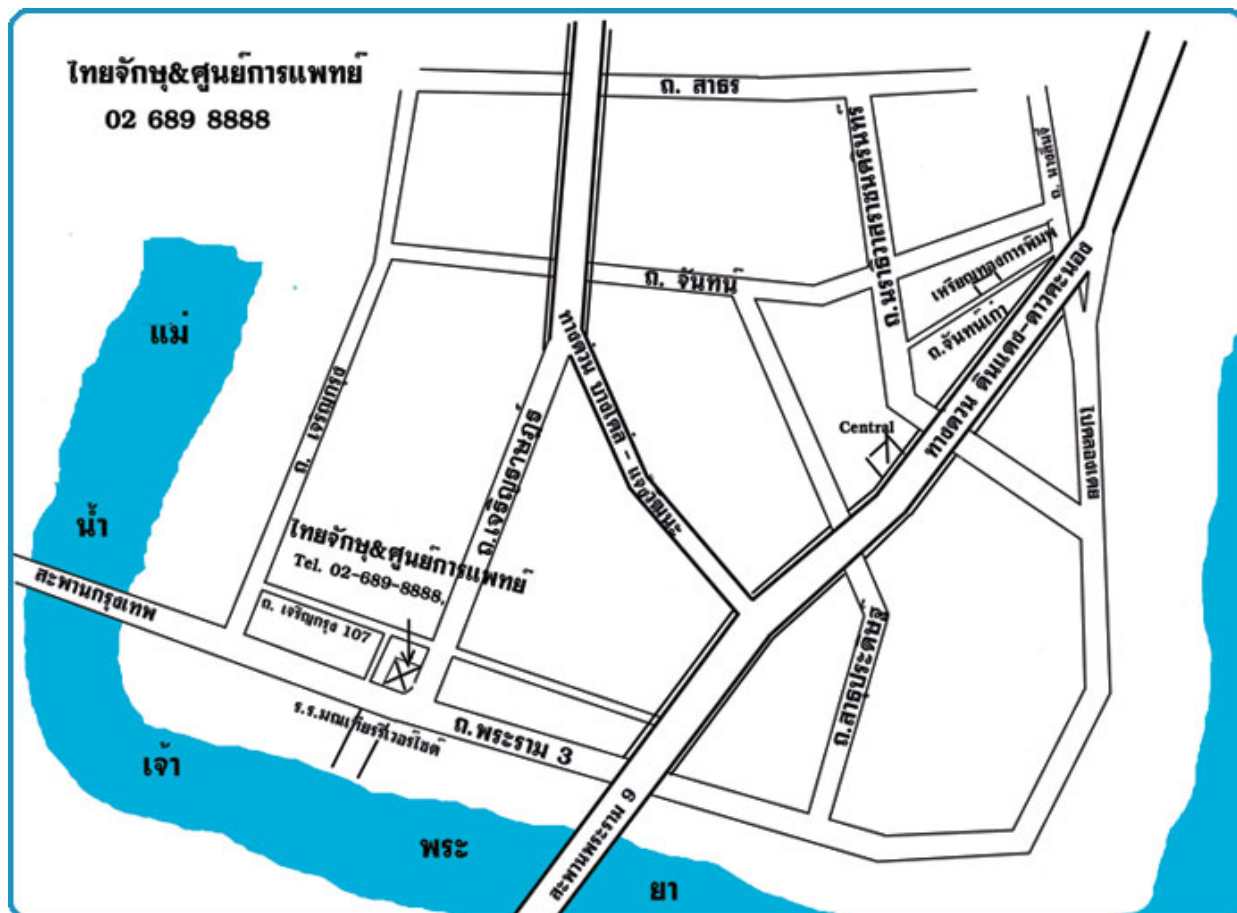 ไทยจักษุ&ศูนย์การแพทย์
02 689 8888
ถ. สาธร
ถ.นราธิวาสราชนครินทร์
ถ. จันทน์
เพรียญทองการพิมพ์
ถ.จันทน์เก่า
แม่
ถ. เจริญกรุง
ถ.เจริญราษฎร์
ทางด่วน บางโคล่ - แจ้งวัฒนะ
Central
ทางด่วน ดินแดง-ดาวคะนอง
ไปคลองเตย
น้ำ
ไทยจักษุ&ศูนย์การแพทย์
Tel. 02-689-8888,
สะพานกรุงเทพ
ถ. เจริญกรุง 107
ร.ร.มณเฑียรริเวอร์ไซด์
ถ.พระราม 3
ถ.สาธุประดิษฐ์
เจ้า
สะพานพระราม 9
พระ
ยา